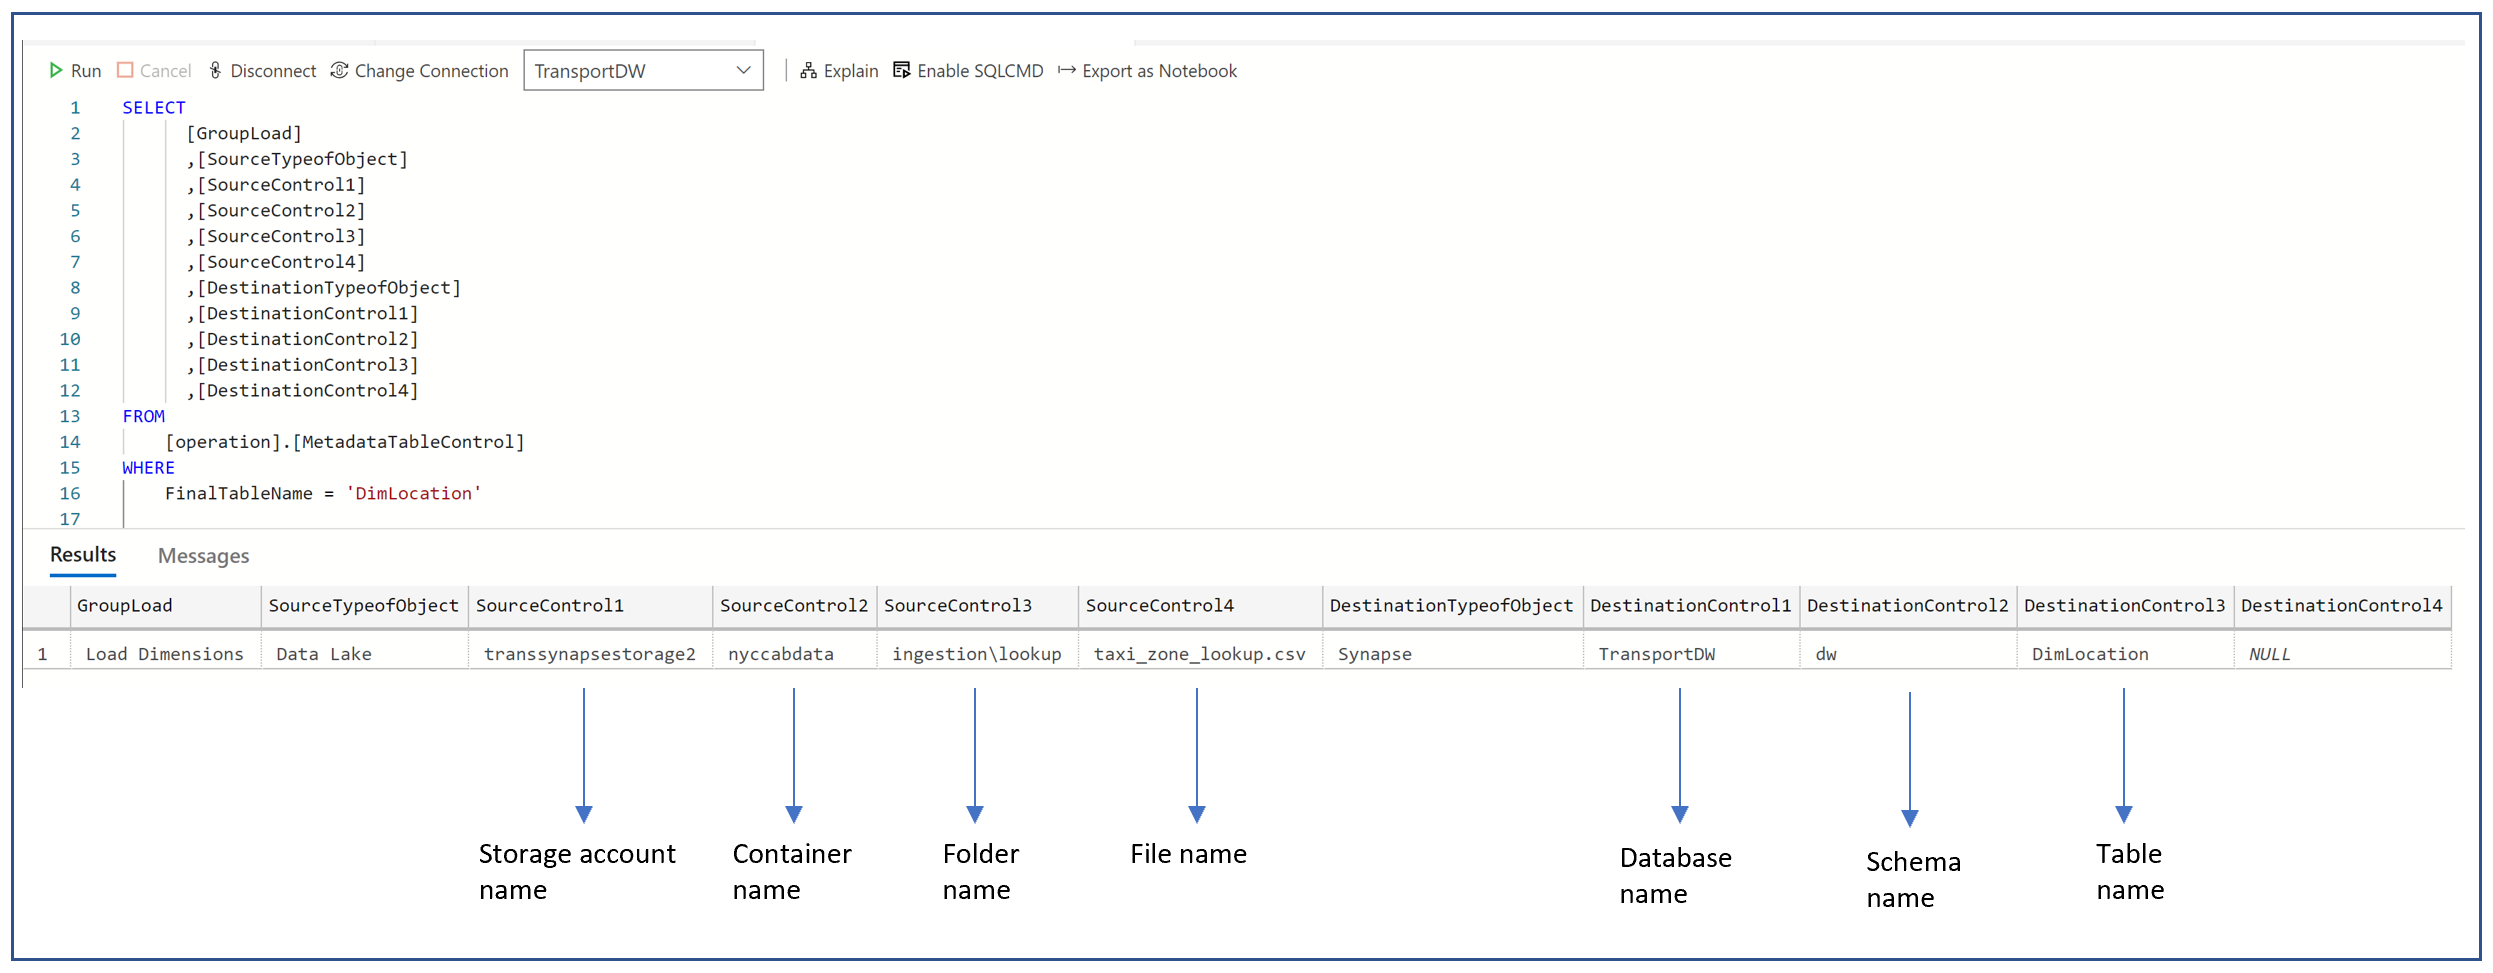 Run Cancel Disconnect Change Connection TransportDW Explain Enable SQLCMD Export as Notebook
1 SELECT
2 [GroupLoad]
3 ,[SourceTypeofObject]
4 ,[SourceControl1]
5 ,[SourceControl2]
6 ,[SourceControl3]
7 ,[SourceControl4]
8 ,[DestinationTypeofObject]
9 ,[DestinationControl1]
10 ,[DestinationControl2]
11 ,[DestinationControl3]
12 ,[DestinationControl4]
13 FROM
14 [operation].[MetadataTableControl]
15 WHERE
16 FinalTableName = 'DimLocation'
17
Results Messages
GroupLoad SourceTypeofObject SourceControl1 SourceControl2 SourceControl3 SourceControl4 DestinationTypeofObject DestinationControl1 DestinationControl2 DestinationControl3 DestinationControl4
1 Load Dimensions Data Lake transsynapsestorage2 nyccabdata ingestion\lookup taxi_zone_lookup.csv Synapse TransportDW dw DimLocation NULL
Storage account
name
Container
name
Folder
name
File name
Database
name
Schema
name
Table
name